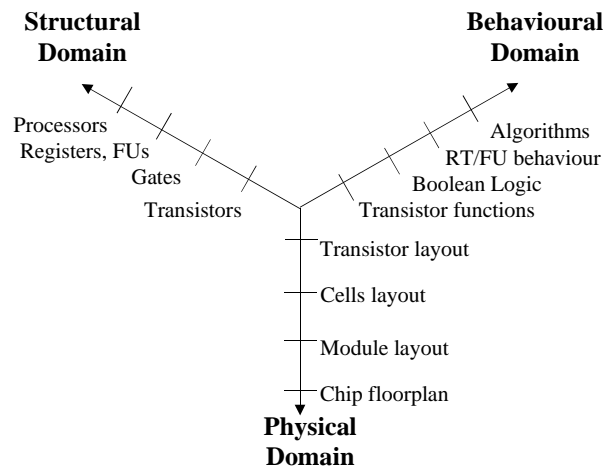 Structural
Domain
Behavioural
Domain
Processors
Registers, FUs
Gates
Transistors
Algorithms
RT/FU behaviour
Boolean Logic
Transistor functions
Transistor layout
Cells layout
Module layout
Chip floorplan
Physical
Domain